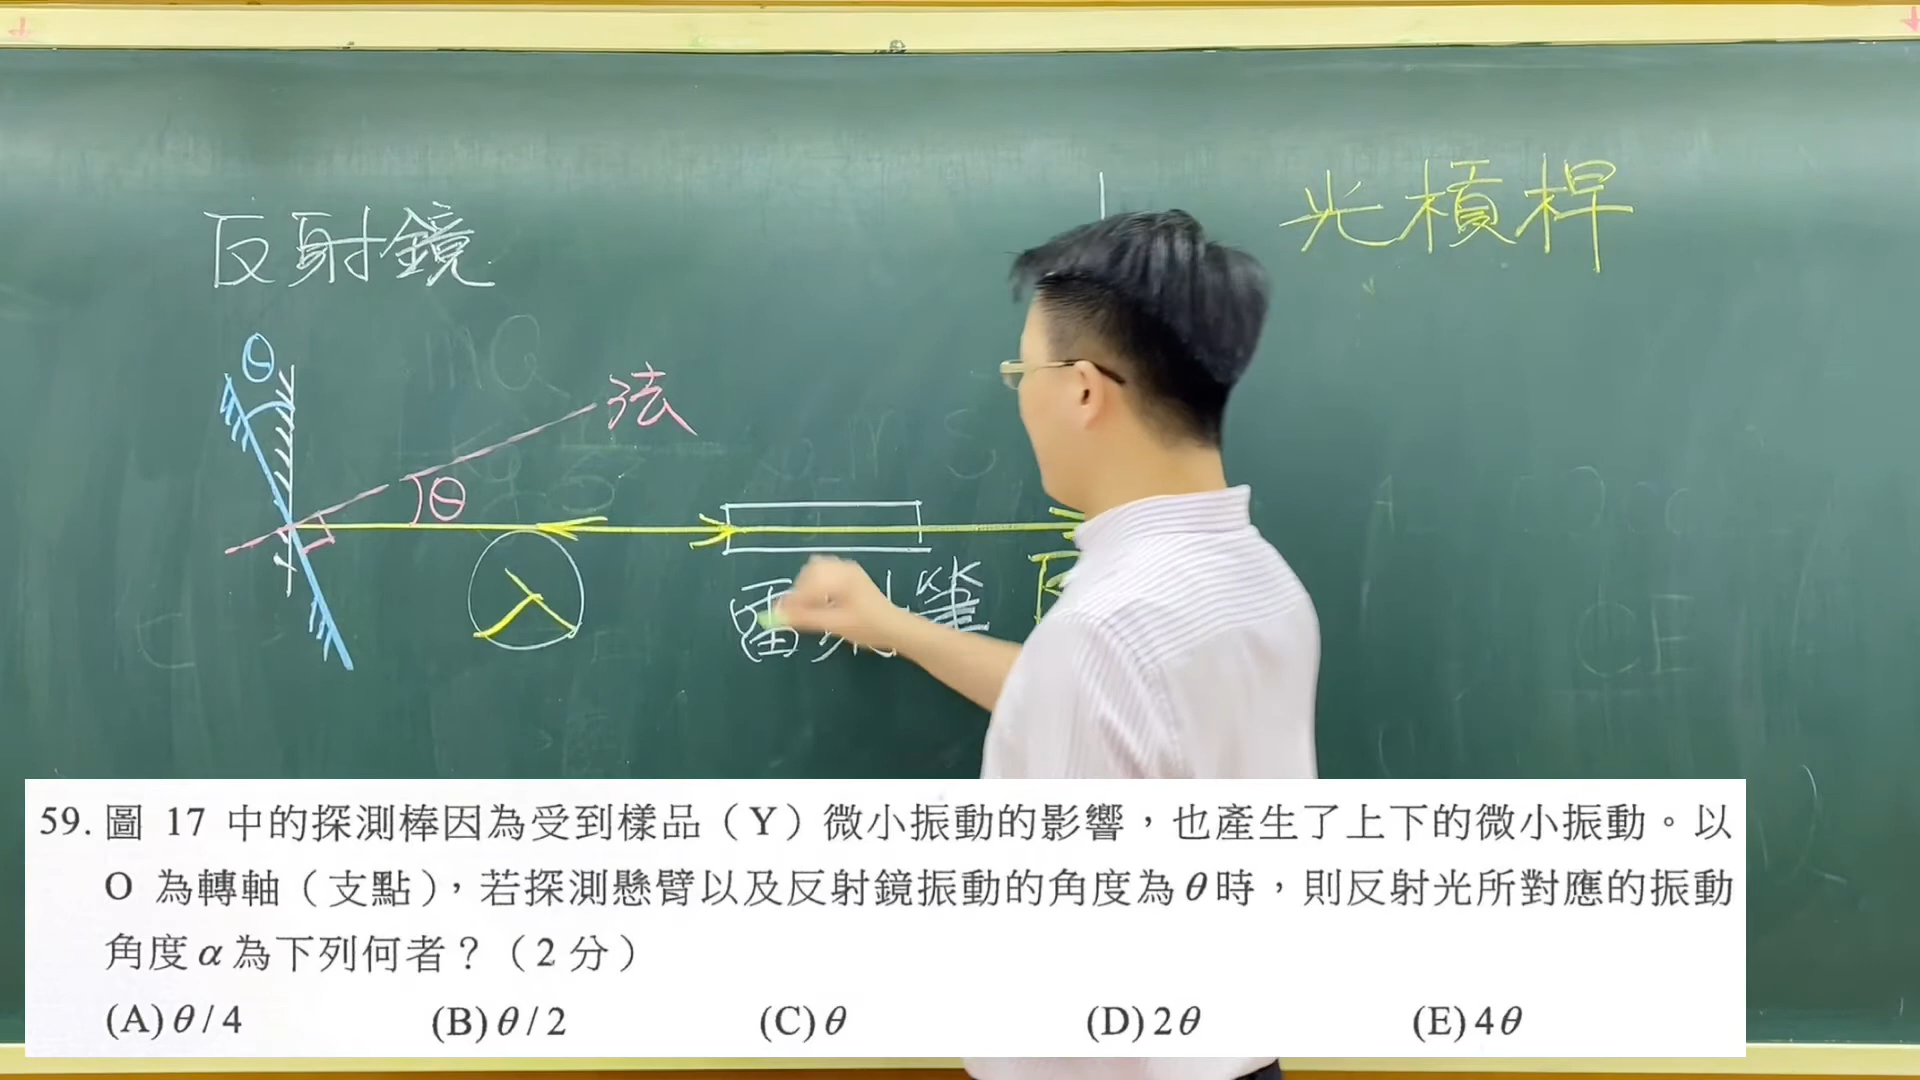 反射鏡
光槓桿
θ
法
θ
入
雷 筆
59. 圖 17 中的探測棒因為受到樣品（Y）微小振動的影響，也產生了上下的微小振動。以
O 為轉軸（支點），若探測懸臂以及反射鏡振動的角度為θ時，則反射光所對應的振動
角度α為下列何者？（2 分）
(A) θ / 4 (B) θ / 2 (C) θ (D) 2θ (E) 4θ